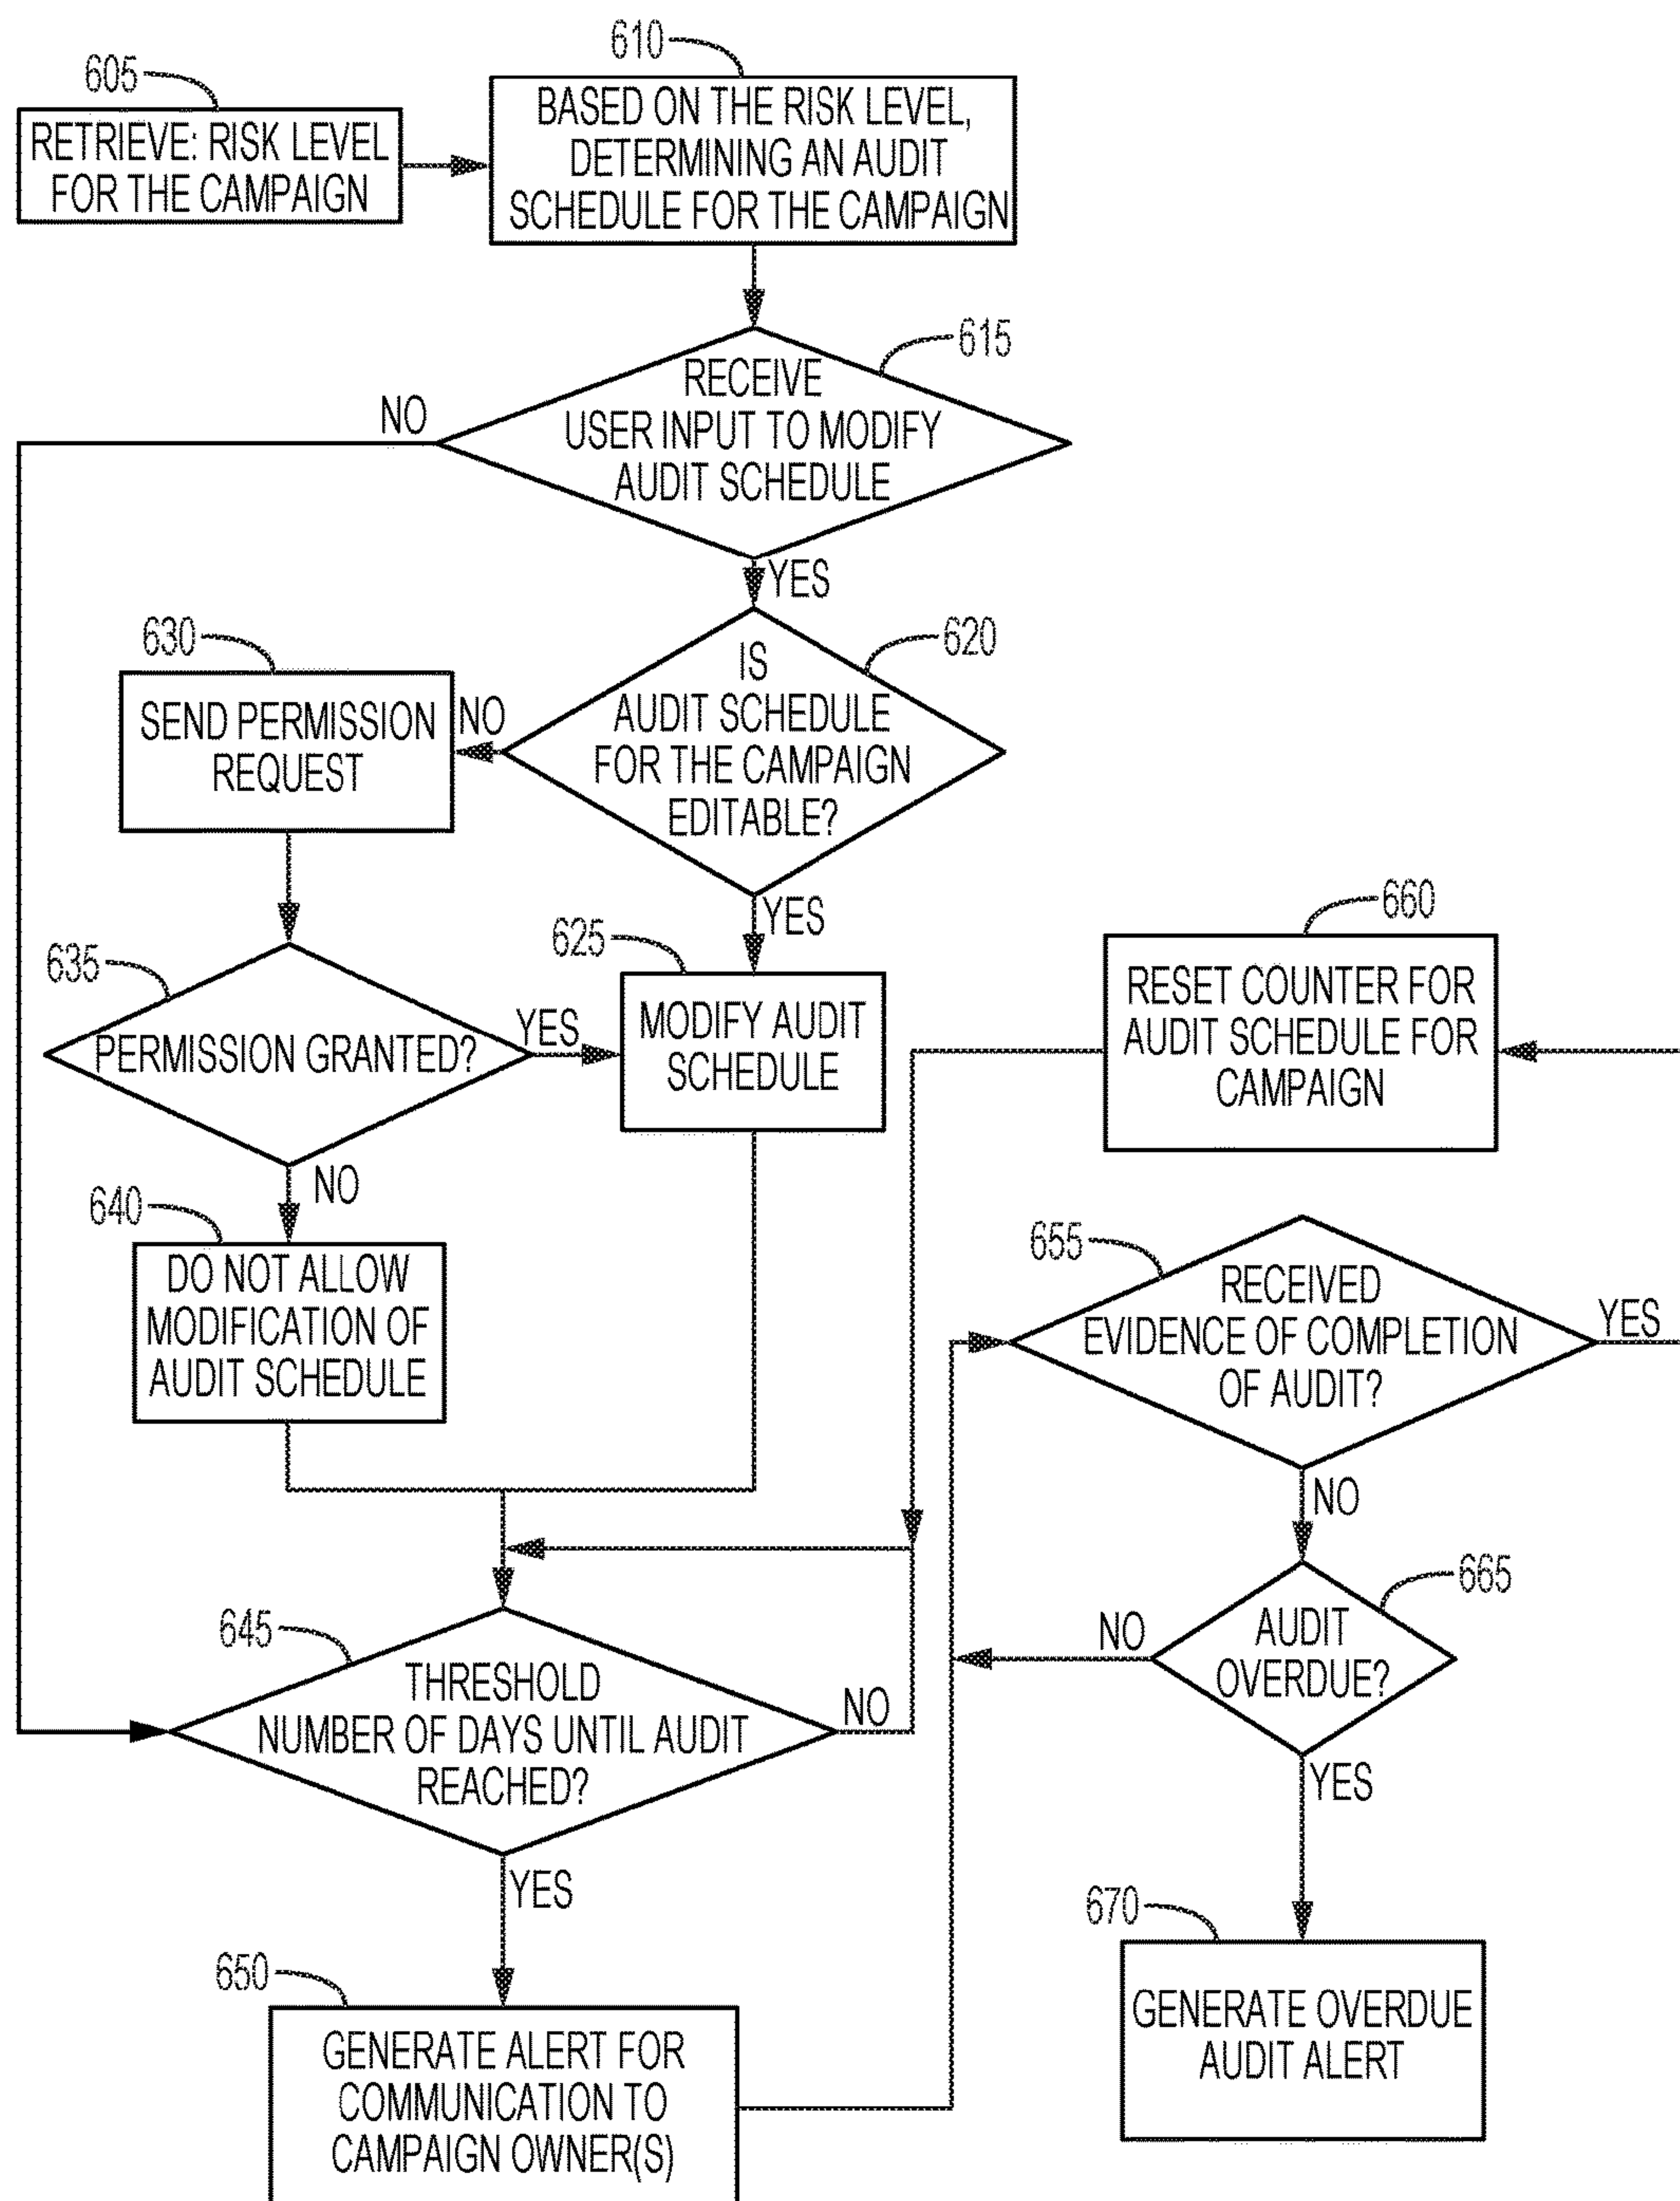 605
RETRIEVE: RISK LEVEL
FOR THE CAMPAIGN
610
BASED ON THE RISK LEVEL,
DETERMINING AN AUDIT
SCHEDULE FOR THE CAMPAIGN
615
RECEIVE
USER INPUT TO MODIFY
AUDIT SCHEDULE
NO
YES
620
IS
AUDIT SCHEDULE
FOR THE CAMPAIGN
EDITABLE?
NO
YES
630
SEND PERMISSION
REQUEST
635
PERMISSION GRANTED?
YES
NO
625
MODIFY AUDIT
SCHEDULE
640
DO NOT ALLOW
MODIFICATION OF
AUDIT SCHEDULE
645
THRESHOLD
NUMBER OF DAYS UNTIL AUDIT
REACHED?
NO
YES
650
GENERATE ALERT FOR
COMMUNICATION TO
CAMPAIGN OWNER(S)
660
RESET COUNTER FOR
AUDIT SCHEDULE FOR
CAMPAIGN
655
RECEIVED
EVIDENCE OF COMPLETION
OF AUDIT?
YES
NO
665
AUDIT
OVERDUE?
NO
YES
670
GENERATE OVERDUE
AUDIT ALERT